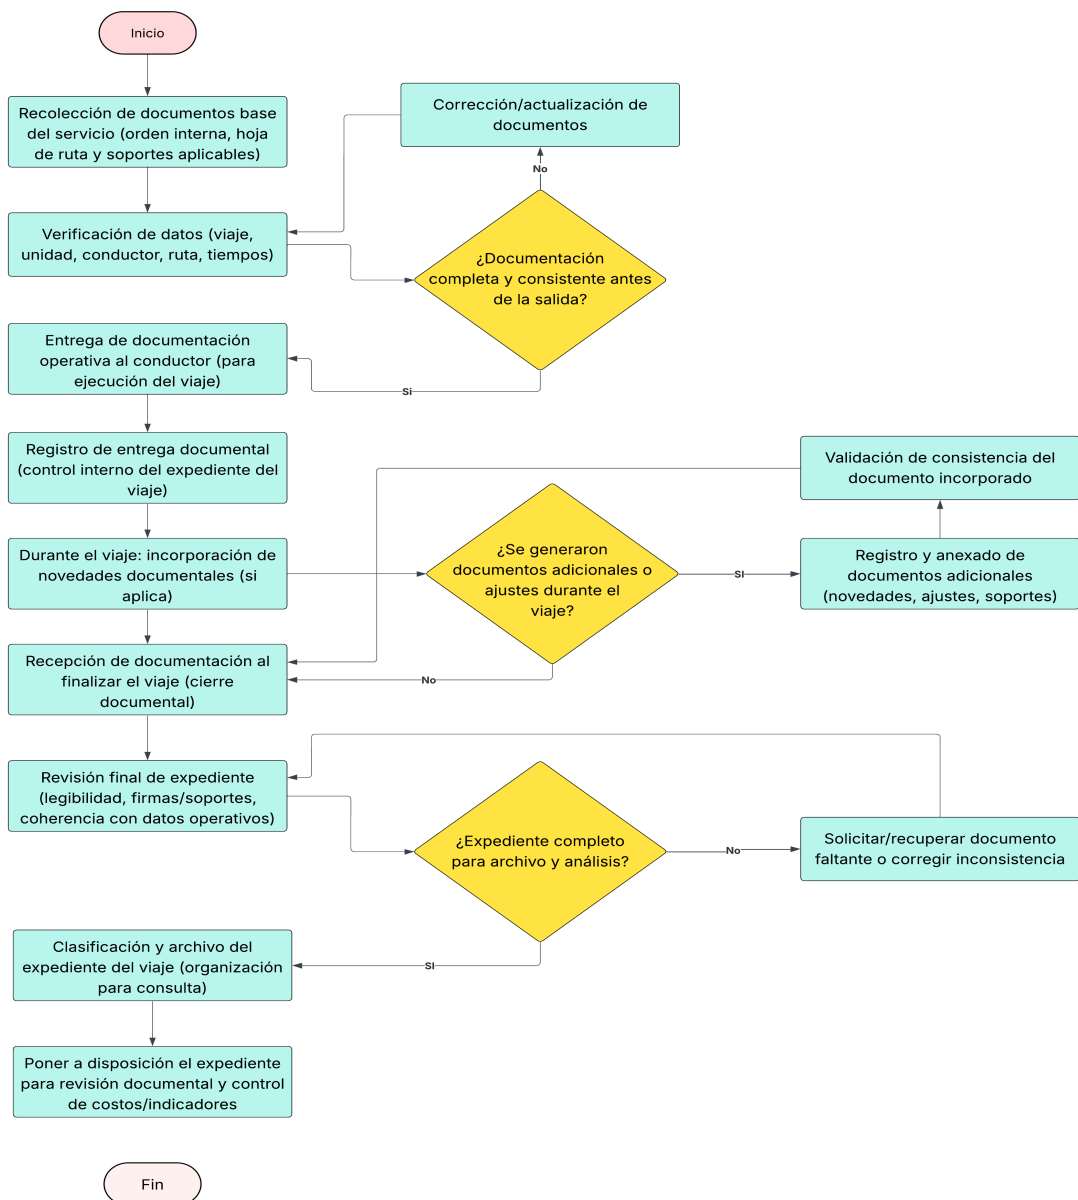 Inicio
Recolección de documentos base
del servicio (orden interna, hoja
de ruta y soportes aplicables)
Corrección/actualización de
documentos
No
Verificación de datos (viaje,
unidad, conductor, ruta, tiempos)
¿Documentación
completa y consistente antes
de la salida?
Si
Entrega de documentación
operativa al conductor (para
ejecución del viaje)
Registro de entrega documental
(control interno del expediente del
viaje)
Validación de consistencia del
documento incorporado
Durante el viaje: incorporación de
novedades documentales (si
aplica)
¿Se generaron
documentos adicionales o
ajustes durante el
viaje?
SI
Registro y anexado de
documentos adicionales
(novedades, ajustes, soportes)
Recepción de documentación al
finalizar el viaje (cierre
documental)
No
Revisión final de expediente
(legibilidad, firmas/soportes,
coherencia con datos operativos)
¿Expediente completo
para archivo y análisis?
No
Solicitar/recuperar documento
faltante o corregir inconsistencia
SI
Clasificación y archivo del
expediente del viaje (organización
para consulta)
Poner a disposición el expediente
para revisión documental y control
de costos/indicadores
Fin